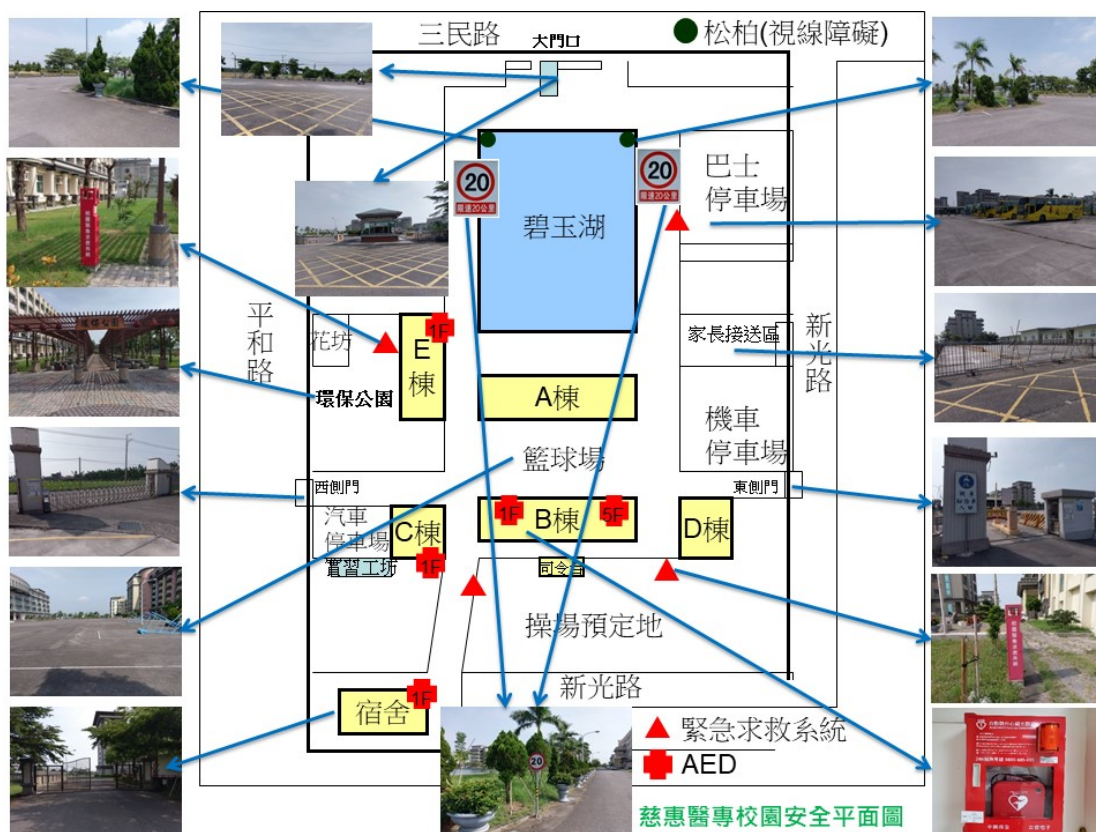 三民路
大門口
松柏(視線障礙)
20
限速20公里
20
限速20公里
巴士
停車場
碧玉湖
平和路
花坊
E棟
1F
家長接送區
新光路
環保公園
A棟
機車
停車場
籃球場
西側門
東側門
汽車
停車場
C棟
1F
B棟
1F
5F
D棟
實習工坊
司令台
操場預定地
新光路
宿舍
1F
20
緊急求救系統
AED
慈惠醫專校園安全平面圖